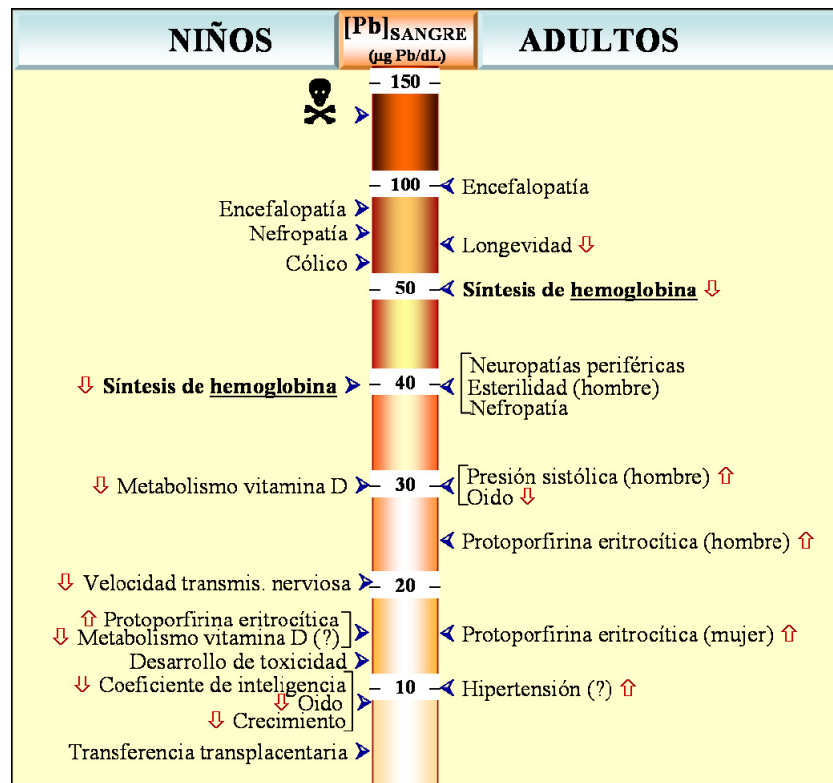 NIÑOS
[Pb]SANGRE
(µg Pb/dL)
ADULTOS
150
100
Encefalopatía
Encefalopatía
Nefropatía
Longevidad ⇩
Cólico
50
Síntesis de hemoglobina ⇩
Neuropatías periféricas
⇩ Síntesis de hemoglobina
40
Esterilidad (hombre)
Nefropatía
Presión sistólica (hombre) ⇧
⇩ Metabolismo vitamina D
30
Oido ⇩
Protoporfirina eritrocítica (hombre) ⇧
⇩ Velocidad transmis. nerviosa
20
⇧ Protoporfirina eritrocítica
⇩ Metabolismo vitamina D (?)
Protoporfirina eritrocítica (mujer) ⇧
Desarrollo de toxicidad
⇩ Coeficiente de inteligencia
10
Hipertensión (?) ⇧
⇩ Oido
⇩ Crecimiento
Transferencia transplacentaria